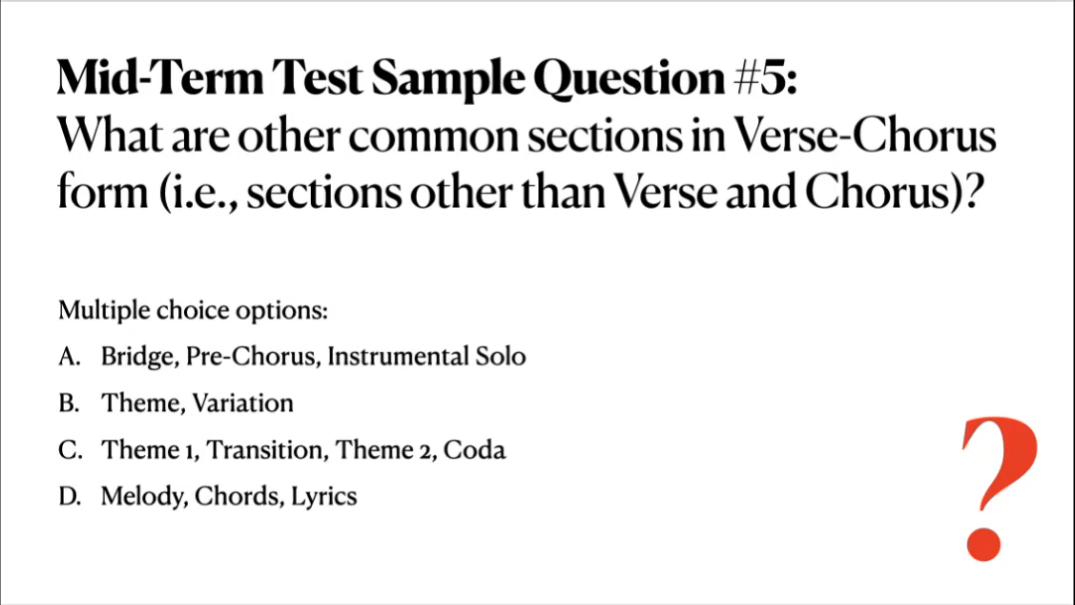 Mid-Term Test Sample Question #5:
What are other common sections in Verse-Chorus
form (i.e., sections other than Verse and Chorus)?
Multiple choice options:
A. Bridge, Pre-Chorus, Instrumental Solo
B. Theme, Variation
C. Theme 1, Transition, Theme 2, Coda
D. Melody, Chords, Lyrics
?